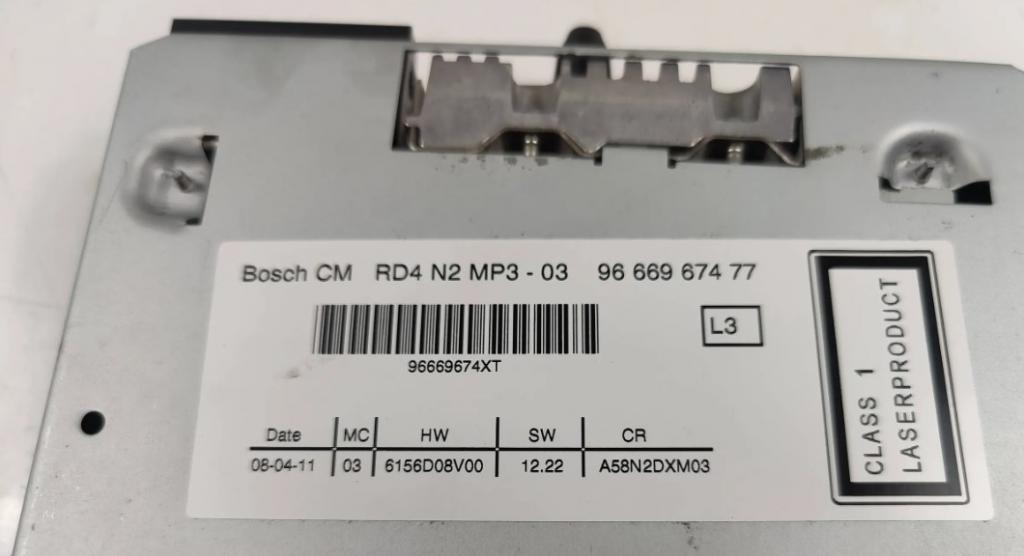 Bosch CM RD4 N2 MP3 - 03 96 669 674 77
L3
96669674XT
Date MC HW SW CR
08-04-11 03 6156D08V00 12.22 A58N2DXM03
CLASS 1
LASERPRODUCT